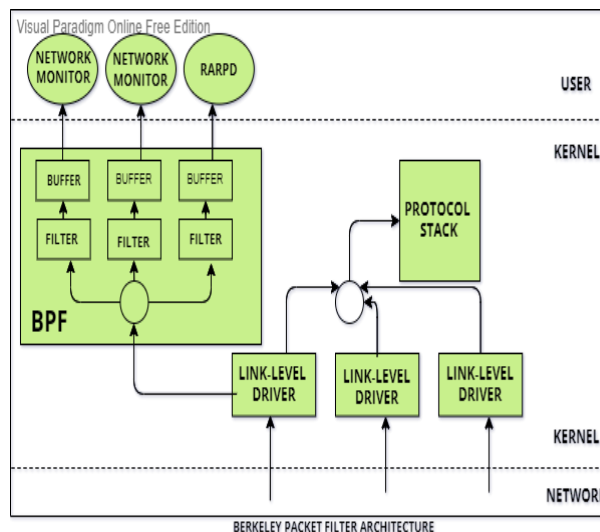 Visual Paradigm Online Free Edition
NETWORK
MONITOR
NETWORK
MONITOR
RARPD
USER
KERNEL
BUFFER
BUFFER
BUFFER
FILTER
FILTER
FILTER
BPF
PROTOCOL
STACK
LINK-LEVEL
DRIVER
LINK-LEVEL
DRIVER
LINK-LEVEL
DRIVER
KERNEL
NETWORK
BERKELEY PACKET FILTER ARCHITECTURE